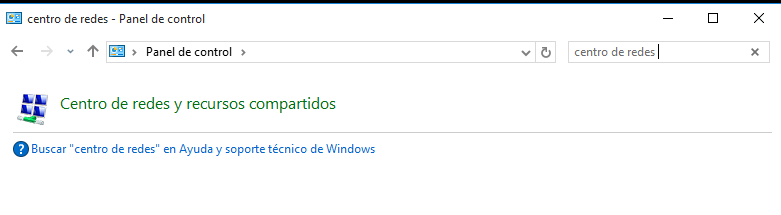 centro de redes - Panel de control
Panel de control
centro de redes
Centro de redes y recursos compartidos
Buscar "centro de redes" en Ayuda y soporte técnico de Windows